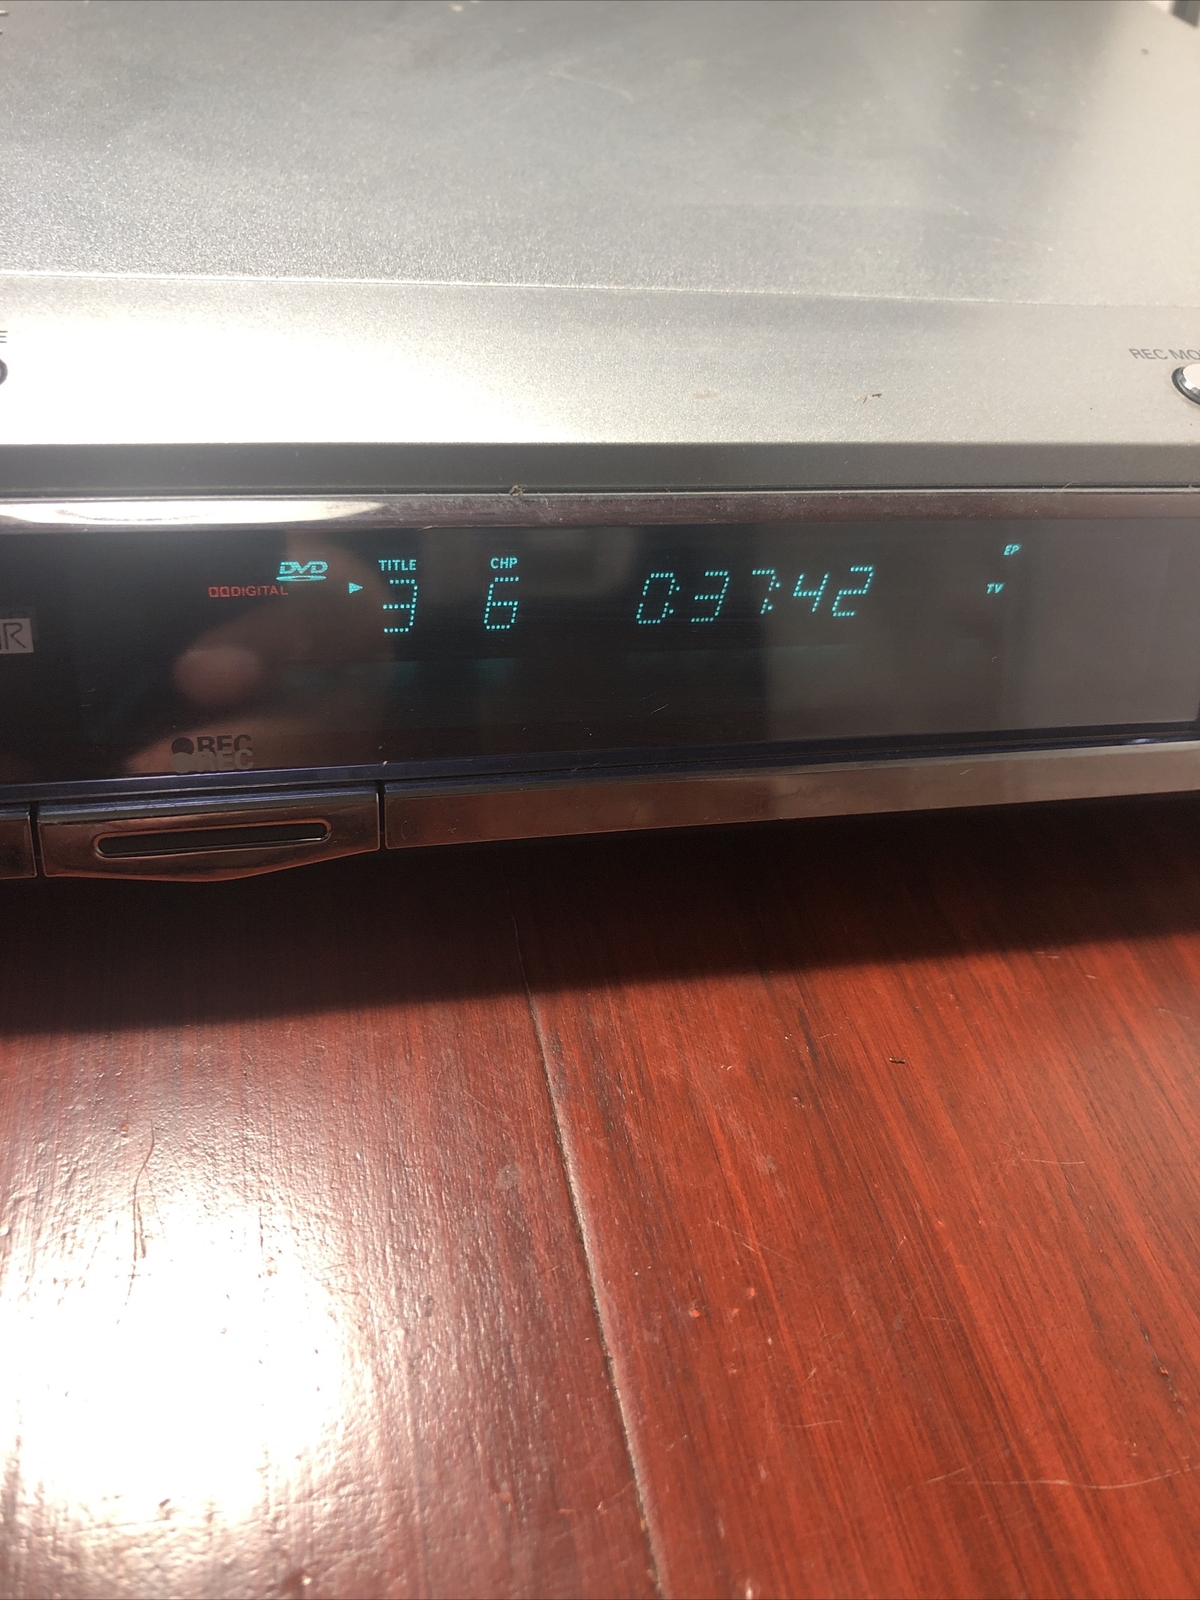 REC MO
DVD TITLE CHP EP
DIGITAL 3 6 0:37:42 TV
REC